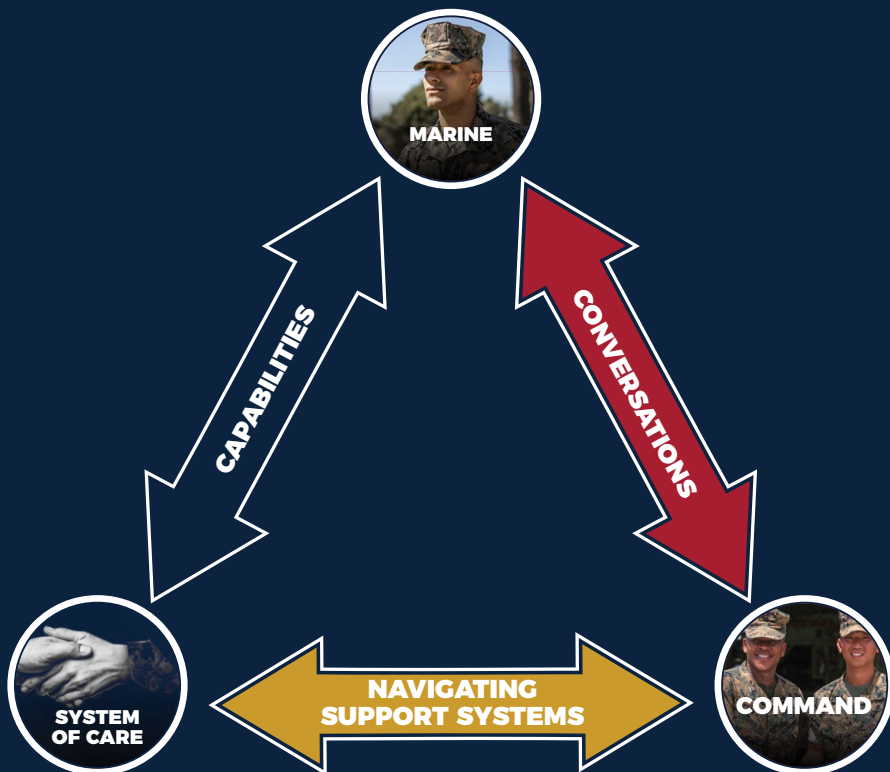 MARINE
CAPABILITIES
CONVERSATIONS
NAVIGATING
SUPPORT SYSTEMS
SYSTEM
OF CARE
COMMAND